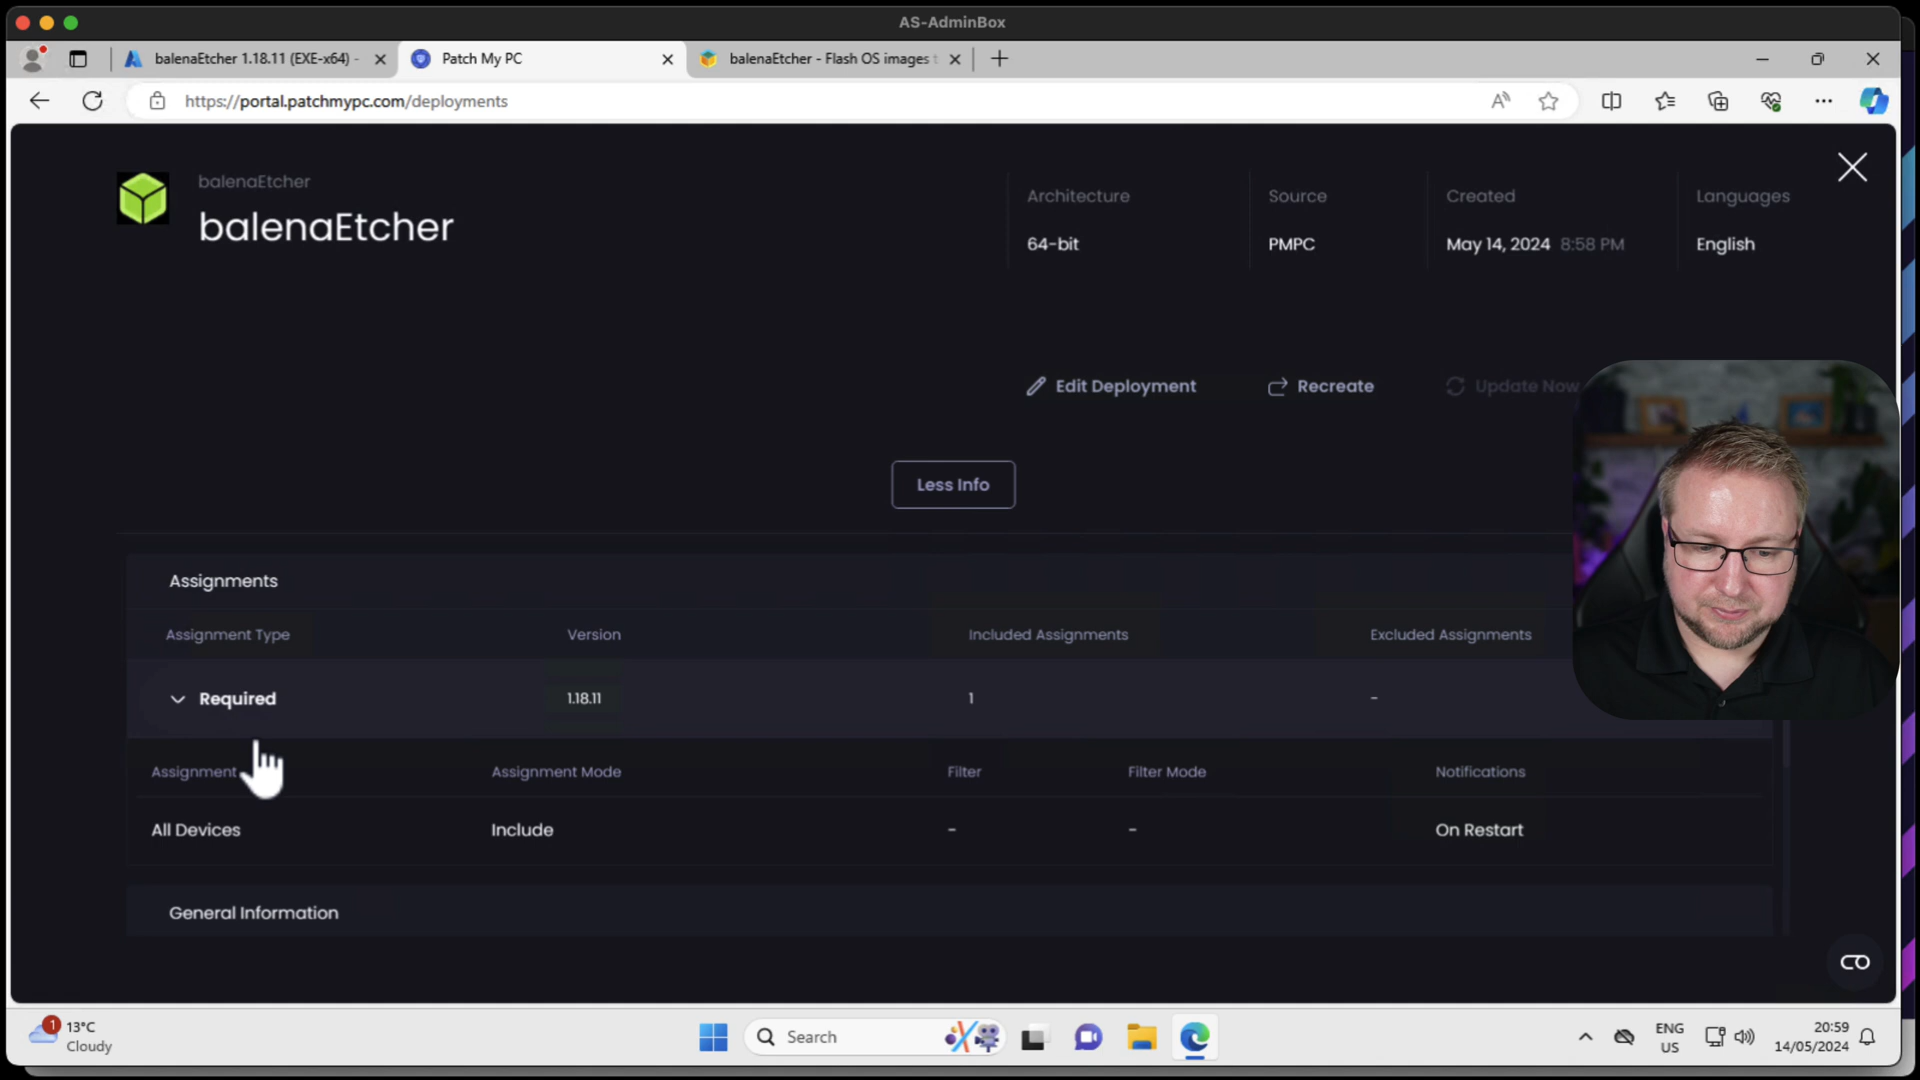 AS-AdminBox
balenaEtcher 1.18.11 (EXE-x64) -
Patch My PC
balenaEtcher - Flash OS images t
https://portal.patchmypc.com/deployments
balenaEtcher
balenaEtcher
Architecture
64-bit
Source
PMPC
Created
May 14, 2024 8:58 PM
Languages
English
Edit Deployment
Recreate
Update Now
Less Info
Assignments
Assignment Type
Version
Included Assignments
Excluded Assignments
Required
1.18.11
1
-
Assignment
Assignment Mode
Filter
Filter Mode
Notifications
All Devices
Include
-
-
On Restart
General Information
1
13°C
Cloudy
Search
ENG
US
20:59
14/05/2024